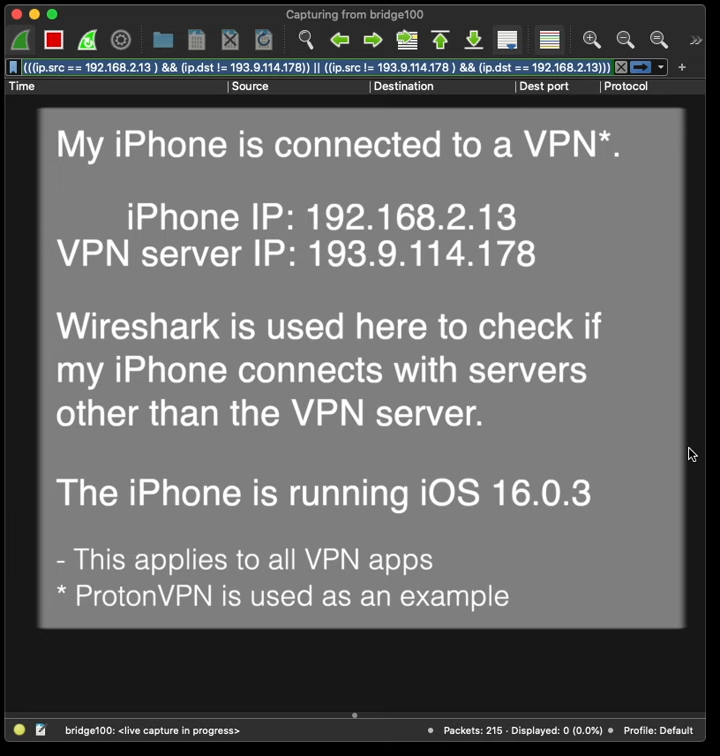 Capturing from bridge100
(((ip.src == 192.168.2.13 ) && (ip.dst != 193.9.114.178)) || ((ip.src != 193.9.114.178 ) && (ip.dst == 192.168.2.13)))
Time Source Destination Dest port Protocol
My iPhone is connected to a VPN*.
iPhone IP: 192.168.2.13
VPN server IP: 193.9.114.178
Wireshark is used here to check if
my iPhone connects with servers
other than the VPN server.
The iPhone is running iOS 16.0.3
- This applies to all VPN apps
* ProtonVPN is used as an example
bridge100: <live capture in progress> Packets: 215 · Displayed: 0 (0.0%) Profile: Default